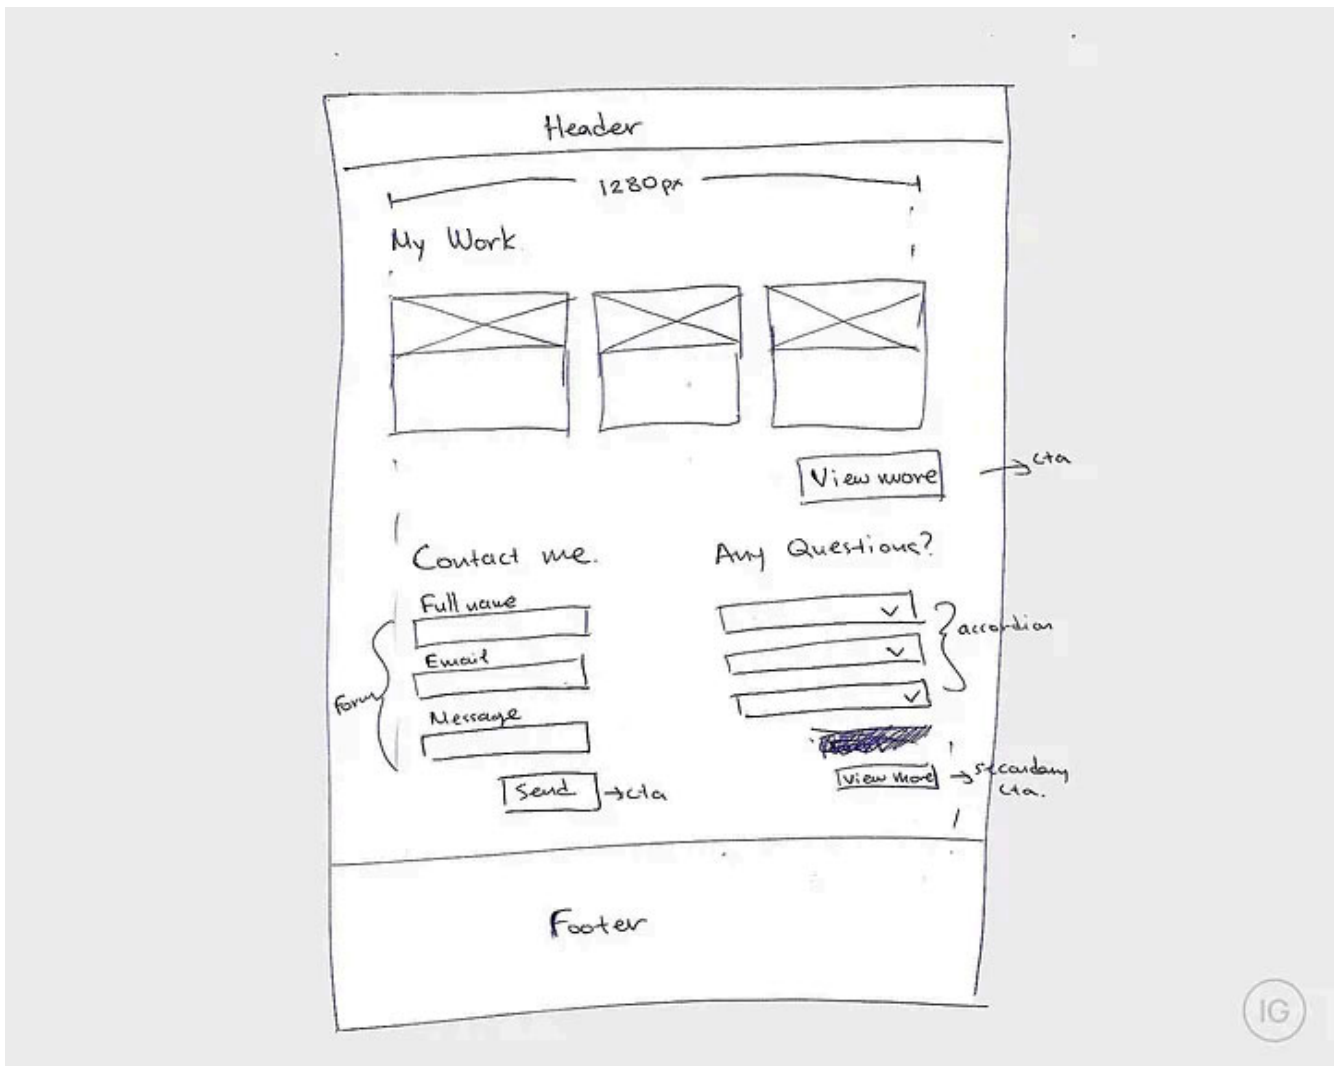 Header
1280px
My Work.
View more
cta
Contact me.
Full name
Email
Message
form
Send
cta
Any Questions?
accordian
View more
secondary
cta.
Footer
IG